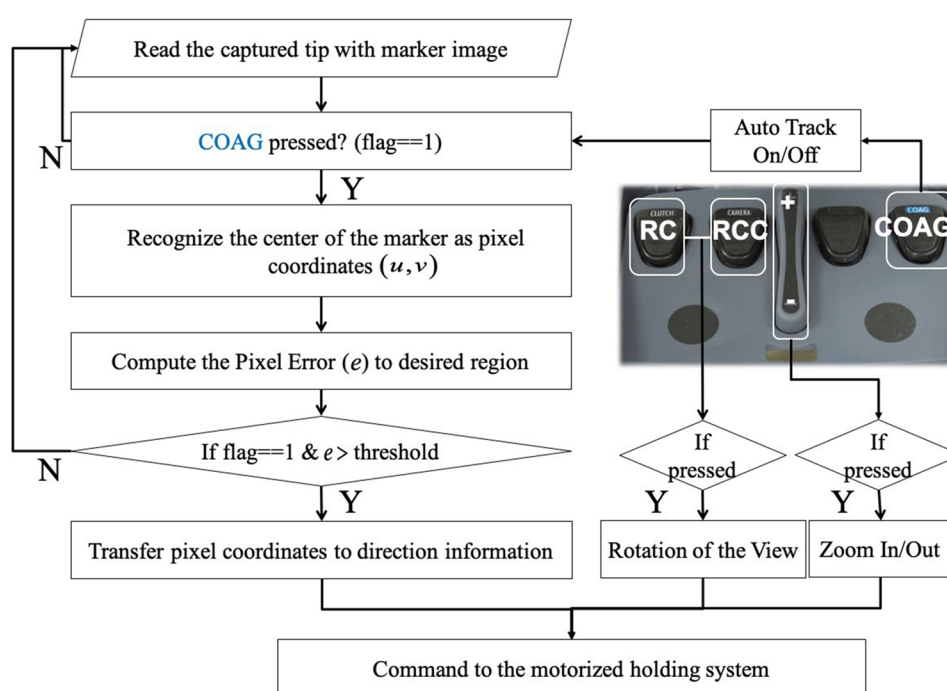 Read the captured tip with marker image
COAG pressed? (flag==1)
Auto Track
On/Off
N
Y
CLUTCH
RC
CAMERA
RCC
+
-
COAG
COAG
Recognize the center of the marker as pixel
coordinates (u,v)
Compute the Pixel Error (e) to desired region
If flag==1 & e> threshold
N
Y
If
pressed
Y
If
pressed
Y
Transfer pixel coordinates to direction information
Rotation of the View
Zoom In/Out
Command to the motorized holding system